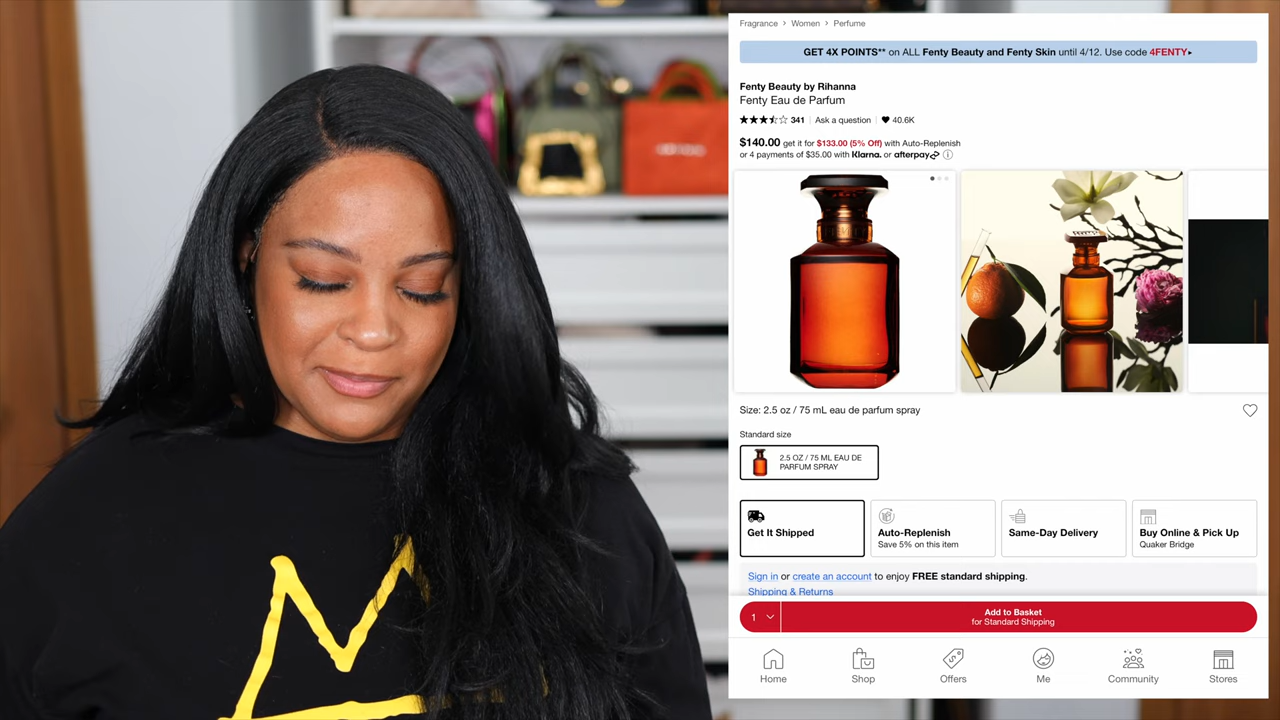 Fragrance > Women > Perfume
GET 4X POINTS** on ALL Fenty Beauty and Fenty Skin until 4/12. Use code 4FENTY▸
Fenty Beauty by Rihanna
Fenty Eau de Parfum
341 | Ask a question | 40.6K
$140.00 get it for $133.00 (5% Off) with Auto-Replenish
or 4 payments of $35.00 with Klarna. or afterpay
Size: 2.5 oz / 75 mL eau de parfum spray
Standard size
2.5 OZ / 75 ML EAU DE
PARFUM SPRAY
Get It Shipped
Auto-Replenish
Save 5% on this item
Same-Day Delivery
Buy Online & Pick Up
Quaker Bridge
Sign in or create an account to enjoy FREE standard shipping.
Shipping & Returns
1
Add to Basket
for Standard Shipping
Home
Shop
Offers
Me
Community
Stores